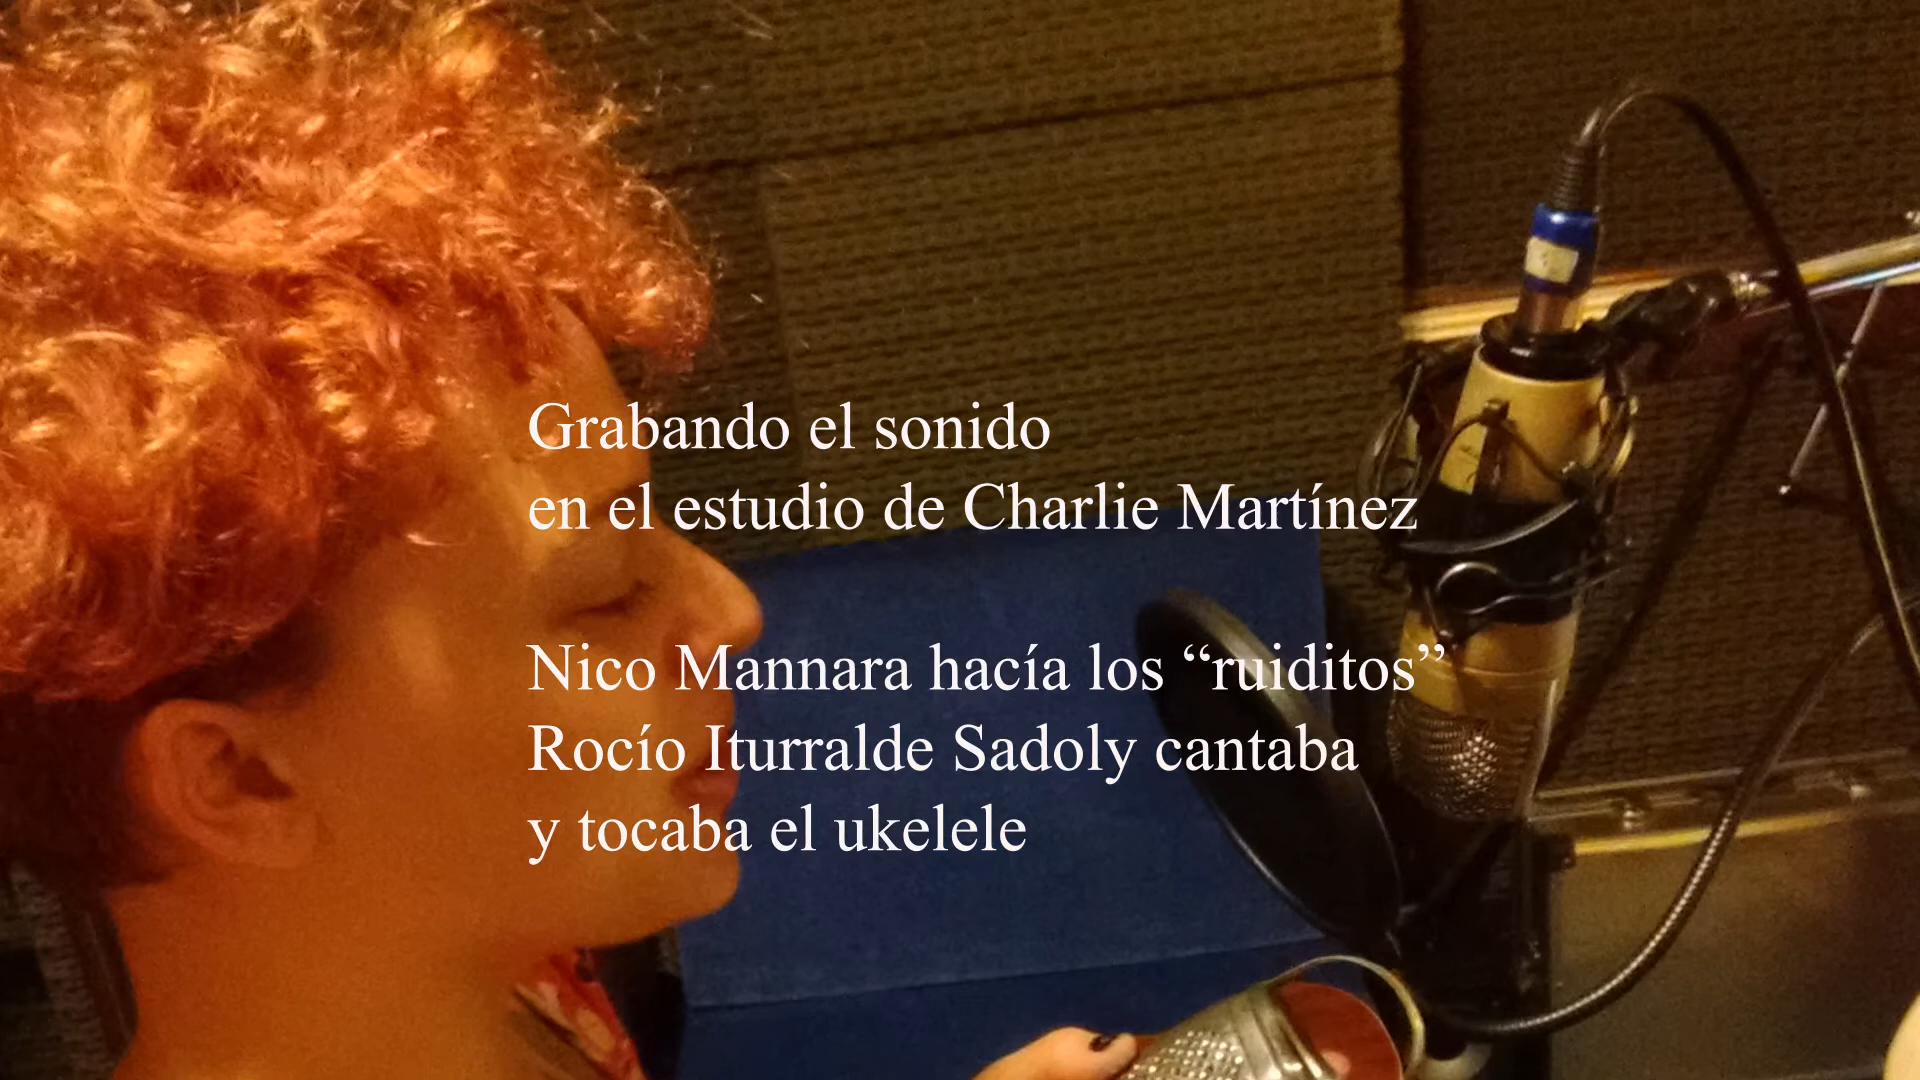 Grabando el sonido
en el estudio de Charlie Martínez
Nico Mannara hacía los “ruiditos”
Rocío Iturralde Sadoly cantaba
y tocaba el ukelele